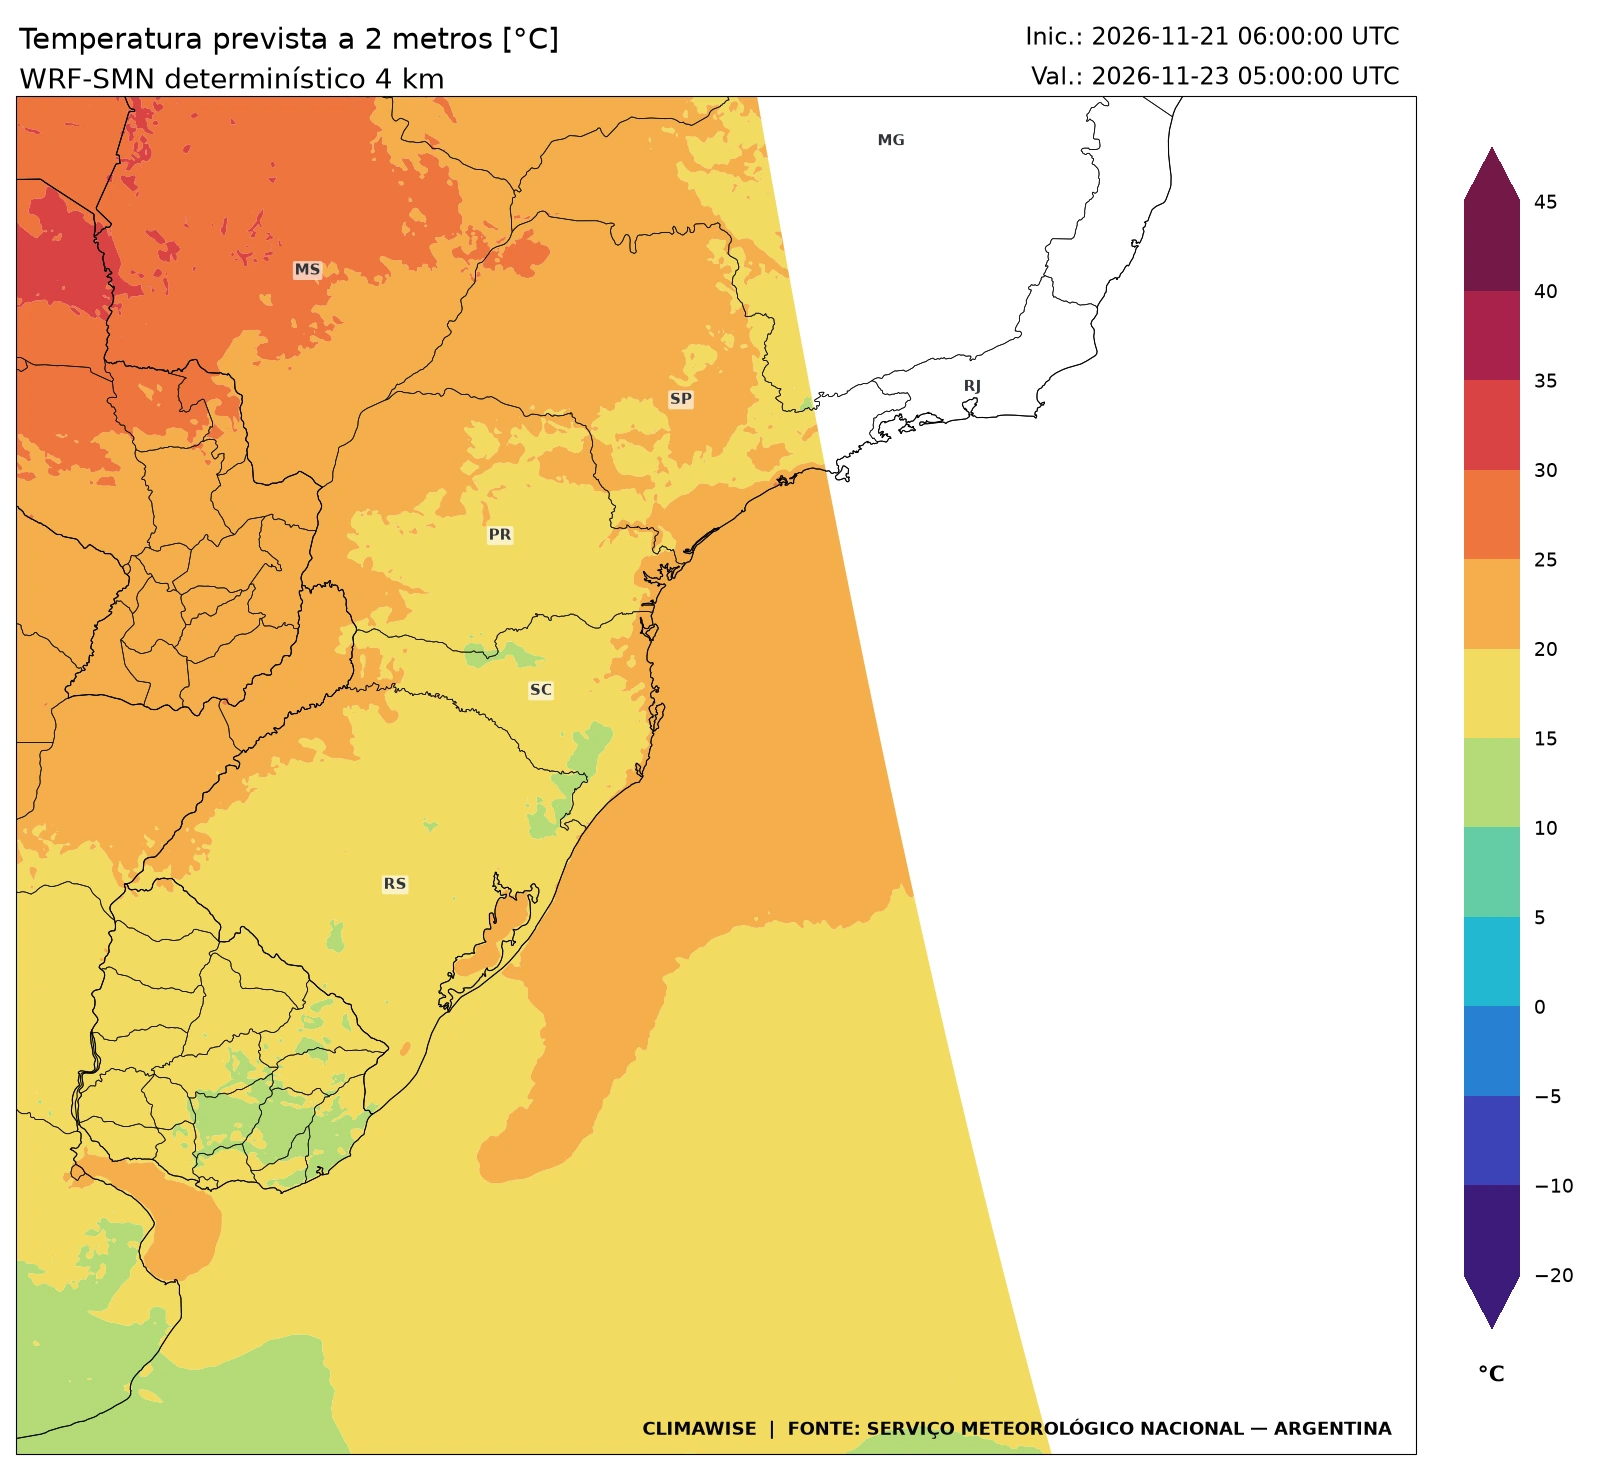 Temperatura prevista a 2 metros [°C]
WRF-SMN determinístico 4 km
Inic.: 2026-11-21 06:00:00 UTC
Val.: 2026-11-23 05:00:00 UTC
MG
MS
RJ
SP
PR
SC
RS
45
40
35
30
25
20
15
10
5
0
−5
−10
−20
°C
CLIMAWISE | FONTE: SERVIÇO METEOROLÓGICO NACIONAL — ARGENTINA